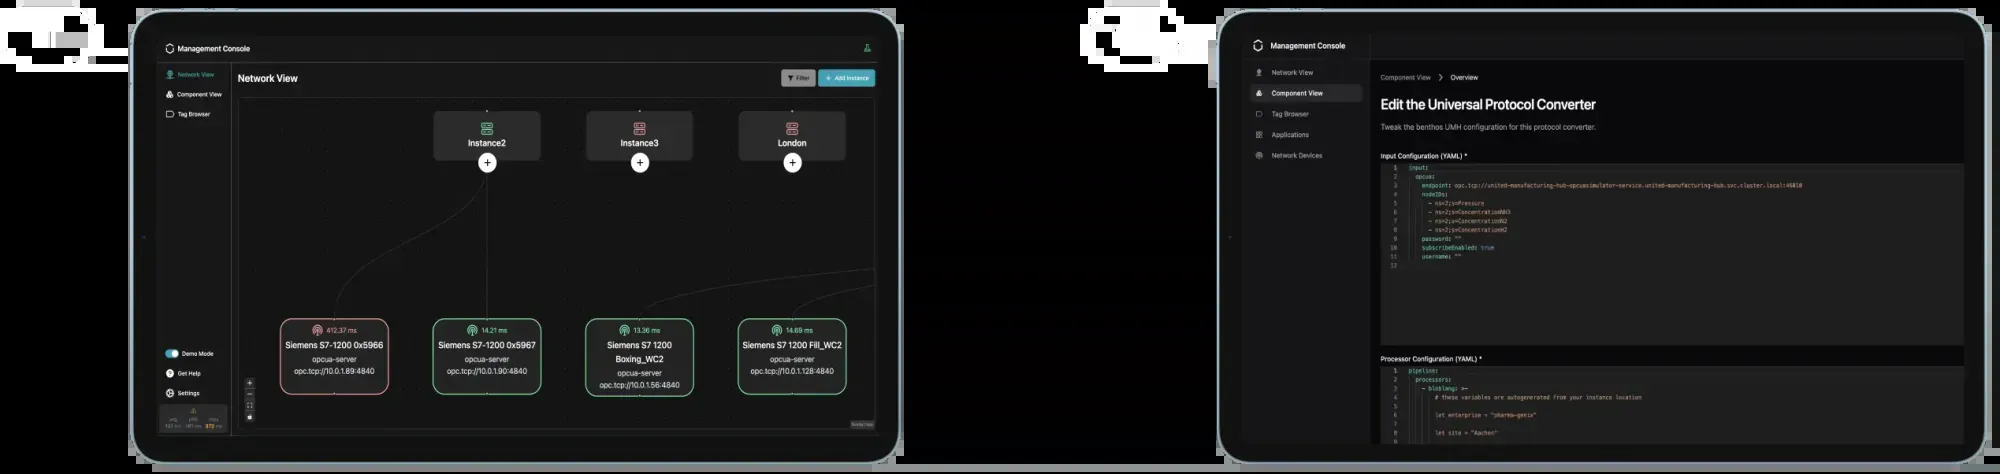 Management Console
Network View
Component View
Tag Browser
Demo Mode
Get Help
Settings
Network View
Filter
+ Add Instance
Instance2
Instance3
London
412.37 ms
Siemens S7-1200 0x5966
opcua-server
opc.tcp://10.0.1.89:4840
14.21 ms
Siemens S7-1200 0x5967
opcua-server
opc.tcp://10.0.1.90:4840
13.36 ms
Siemens S7 1200
Boxing_WC2
opcua-server
opc.tcp://10.0.1.56:4840
14.69 ms
Siemens S7 1200 Fill_WC2
opcua-server
opc.tcp://10.0.1.128:4840
Management Console
Network View
Component View
Tag Browser
Applications
Network Devices
Component View > Overview
Edit the Universal Protocol Converter
Tweak the benthos UMH configuration for this protocol converter.
Input Configuration (YAML) *
1 input:
2 opcua:
3 endpoint: opc.tcp://united-manufacturing-hub-opcuasimulator-service.united-manufacturing-hub.svc.cluster.local:46010
4 nodeIDs:
5 - ns=2;s=Pressure
6 - ns=2;s=ConcentrationNH3
7 - ns=2;s=ConcentrationN2
8 - ns=2;s=ConcentrationH2
9 password: ""
10 subscribeEnabled: true
11 username: ""
12
Processor Configuration (YAML) *
1 pipeline:
2 processors:
3 - bloblang: >-
4 # these variables are autogenerated from your instance location
5
6 let enterprise = "pharma-genix"
7
8 let site = "Aachen"
9